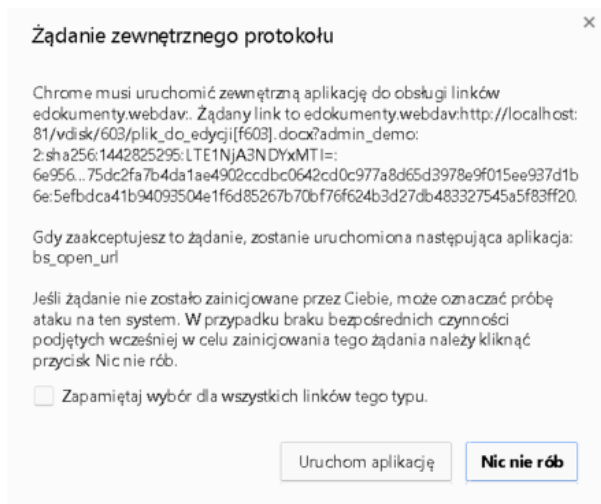 Żądanie zewnętrznego protokołu
Chrome musi uruchomić zewnętrzną aplikację do obsługi linków
edokumenty.webdav:. Żądany link to edokumenty.webdav:http://localhost:
81/vdisk/603/plik_do_edycji[f603].docx?admin_demo:
2:sha256:1442825295:LTE1NjA3NDYxMTI=:
6e956...75dc2fa7b4da1ae4902ccdbc0642cd0c977a8d65d3978e9f015ee937d1b
6e:5efbdca41b94093504e1f6d85267b70bf76f624b3d27db483327545a5f83ff20.
Gdy zaakceptujesz to żądanie, zostanie uruchomiona następująca aplikacja:
bs_open_url
Jeśli żądanie nie zostało zainicjowane przez Ciebie, może oznaczać próbę
ataku na ten system. W przypadku braku bezpośrednich czynności
podjętych wcześniej w celu zainicjowania tego żądania należy kliknąć
przycisk Nic nie rób.
Zapamiętaj wybór dla wszystkich linków tego typu.
Uruchom aplikację Nic nie rób